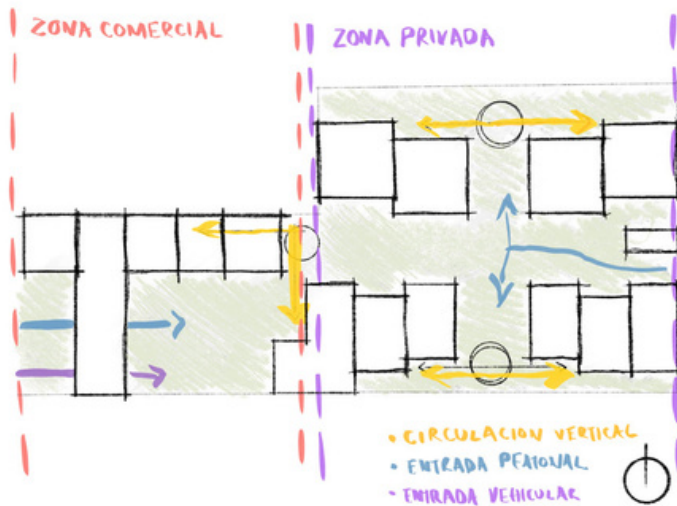 ZONA COMERCIAL
ZONA PRIVADA
• CIRCULACION VERTICAL
• ENTRADA PEATONAL
• ENTRADA VEHICULAR